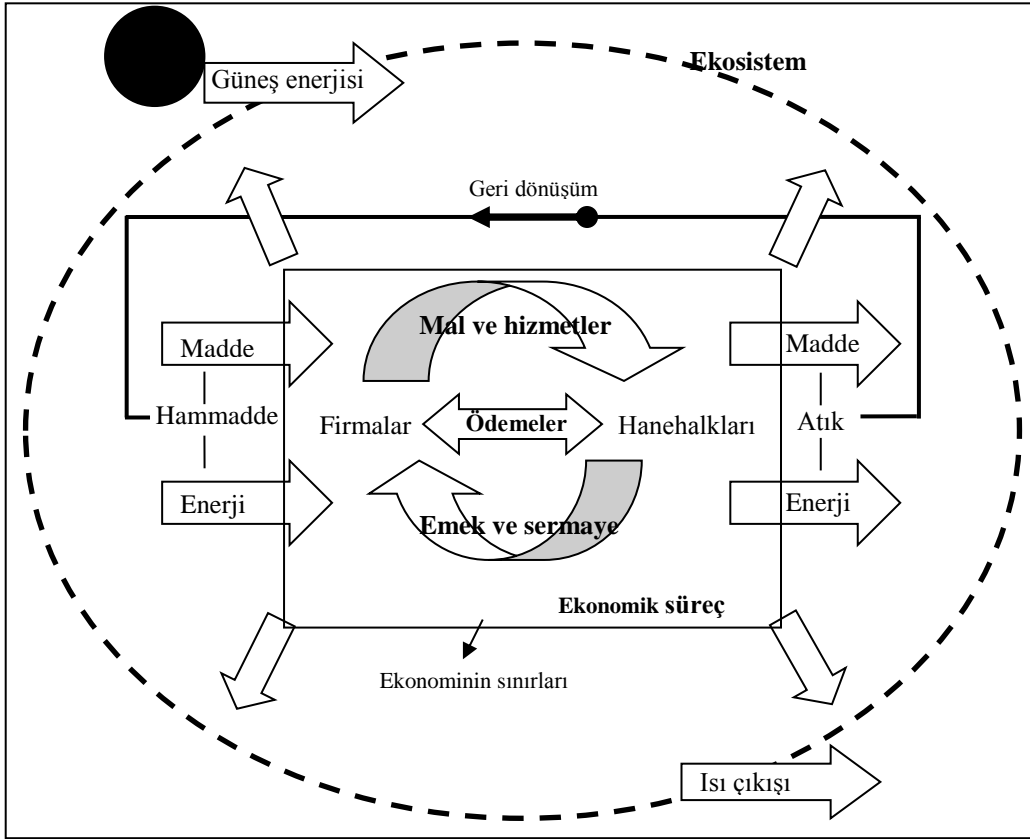 Ekosistem
Güneş enerjisi
Geri dönüşüm
Mal ve hizmetler
Madde
Madde
Hammadde
Firmalar
Ödemeler
Hanehalkları
Atık
Enerji
Enerji
Emek ve sermaye
Ekonomik süreç
Ekonominin sınırları
Isı çıkışı